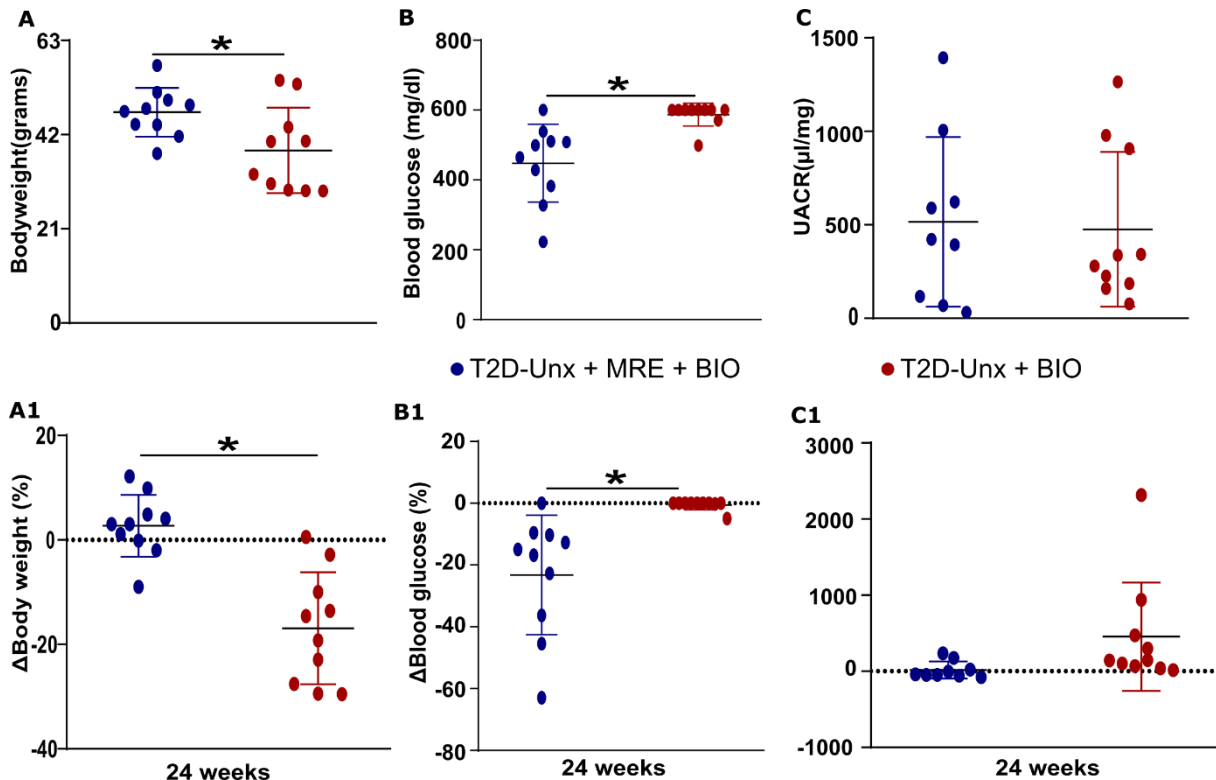 A
Bodyweight(grams)
63
42
21
0
*
B
Blood glucose (mg/dl)
800
600
400
200
0
*
C
UACR(µl/mg)
1500
1000
500
0
T2D-Unx + MRE + BIO
T2D-Unx + BIO
A1
ΔBody weight (%)
20
0
-20
-40
*
24 weeks
B1
ΔBlood glucose (%)
20
0
-20
-40
-60
-80
*
24 weeks
C1
3000
2000
1000
0
-1000
24 weeks